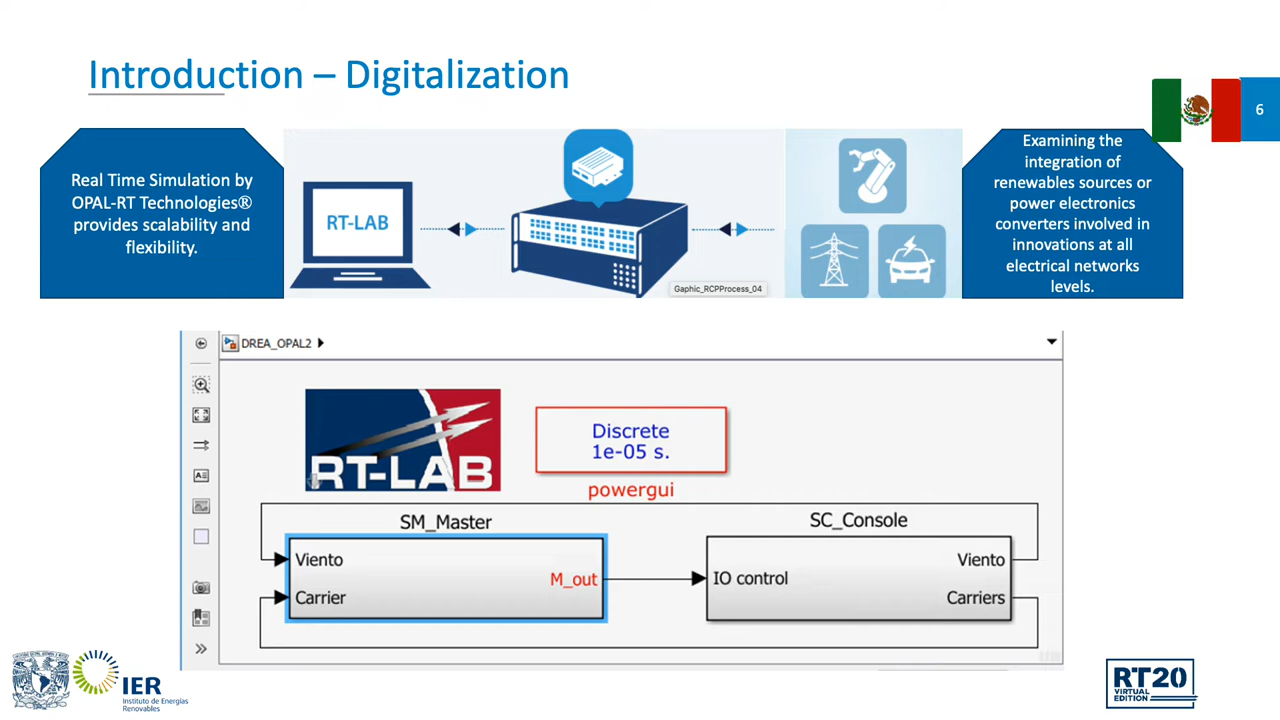 Introduction – Digitalization
6
Real Time Simulation by
OPAL-RT Technologies®
provides scalability and
flexibility.
RT-LAB
Gaphic_RCPProcess_04
Examining the
integration of
renewables sources or
power electronics
converters involved in
innovations at all
electrical networks
levels.
DREA_OPAL2
RT-LAB
Discrete
1e-05 s.
powergui
SM_Master
Viento
Carrier
M_out
SC_Console
IO control
Viento
Carriers
IER
Instituto de Energías
Renovables
RT20
VIRTUAL
EDITION